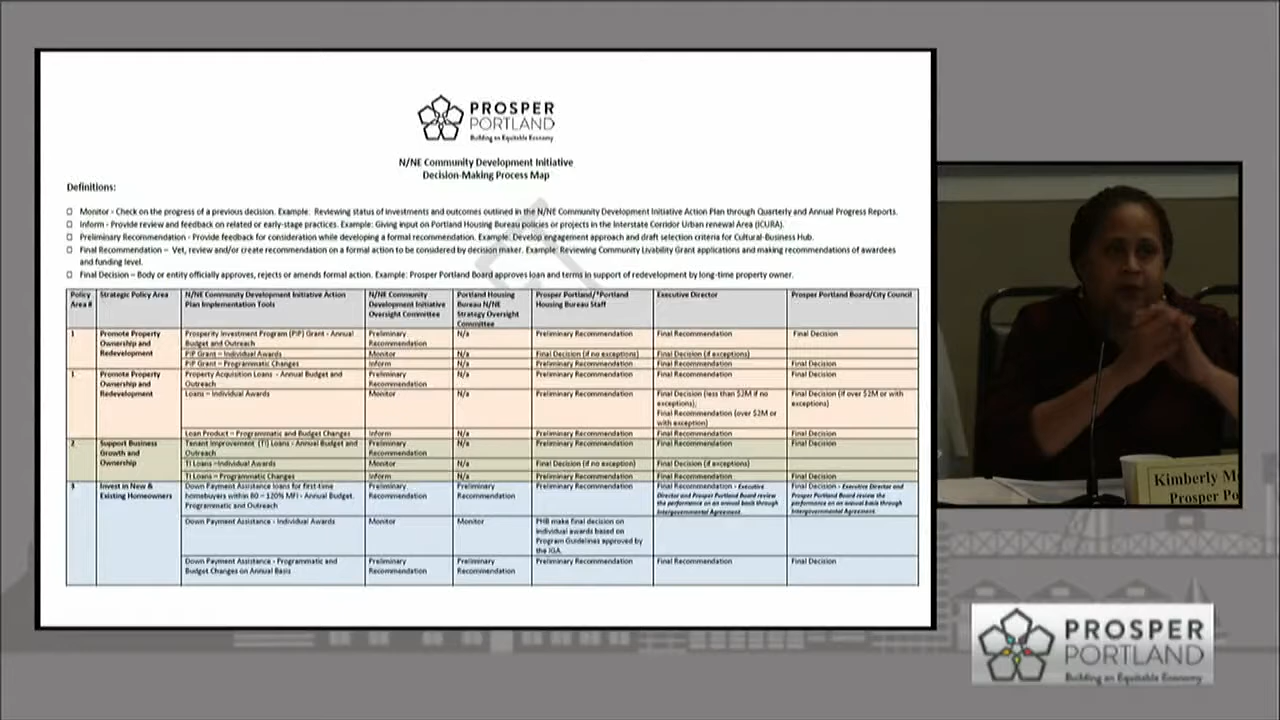 PROSPER
PORTLAND
Building an Equitable Economy
N/NE Community Development Initiative
Decision-Making Process Map
Definitions:
Monitor - Check on the progress of a previous decision. Example: Reviewing status of investments and outcomes outlined in the N/NE Community Development Initiative Action Plan through Quarterly and Annual Progress Reports.
Inform - Provide review and feedback on related or early-stage practices. Example: Giving input on Portland Housing Bureau policies or projects in the Interstate Corridor Urban renewal Area (ICURA).
Preliminary Recommendation - Provide feedback for consideration while developing a formal recommendation. Example: Develop engagement approach and draft selection criteria for Cultural-Business Hub.
Final Recommendation – Vet, review and/or create recommendation on a formal action to be considered by decision maker. Example: Reviewing Community Livability Grant applications and making recommendations of awardees
and funding level.
Final Decision – Body or entity officially approves, rejects or amends formal action. Example: Prosper Portland Board approves loan and terms in support of redevelopment by long-time property owner.
Policy Area # Strategic Policy Area N/NE Community Development Initiative Action Plan Implementation Tools N/NE Community Development Initiative Oversight Committee Portland Housing Bureau N/NE Strategy Oversight Committee Prosper Portland/*Portland Housing Bureau Staff Executive Director Prosper Portland Board/City Council
1 Promote Property Ownership and Redevelopment Prosperity Investment Program (PIP) Grant - Annual Budget and Outreach Preliminary Recommendation N/a Preliminary Recommendation Final Recommendation Final Decision
PIP Grant – Individual Awards Monitor N/a Final Decision (if no exceptions) Final Decision (if exceptions)
PIP Grant – Programmatic Changes Inform N/a Preliminary Recommendation Final Recommendation Final Decision
1 Promote Property Ownership and Redevelopment Property Acquisition Loans - Annual Budget and Outreach Preliminary Recommendation N/a Preliminary Recommendation Final Recommendation Final Decision
Loans – Individual Awards Monitor N/a Preliminary Recommendation Final Decision (less than $2M if no exceptions); Final Recommendation (over $2M or with exception) Final Decision (if over $2M or with exceptions)
Loan Product – Programmatic and Budget Changes Inform N/a Preliminary Recommendation Final Recommendation Final Decision
2 Support Business Growth and Ownership Tenant Improvement (TI) Loans - Annual Budget and Outreach Preliminary Recommendation N/a Preliminary Recommendation Final Recommendation Final Decision
TI Loans –Individual Awards Monitor N/a Final Decision (if no exception) Final Decision (if exceptions)
TI Loans – Programmatic Changes Inform N/a Preliminary Recommendation Final Recommendation Final Decision
3 Invest in New & Existing Homeowners Down Payment Assistance loans for first-time homebuyers within 80 – 120% MFI - Annual Budget, Programmatic and Outreach Preliminary Recommendation Preliminary Recommendation Preliminary Recommendation Final Recommendation - Executive Director and Prosper Portland Board review the performance on an annual basis through Intergovernmental Agreement Final Decision - Executive Director and Prosper Portland Board review the performance on an annual basis through Intergovernmental Agreement
Down Payment Assistance - Individual Awards Monitor Monitor PHB make final decision on individual awards based on Program Guidelines approved by the IGA.
Down Payment Assistance - Programmatic and Budget Changes on Annual Basis Preliminary Recommendation Preliminary Recommendation Preliminary Recommendation Final Recommendation Final Decision
Kimberly
Prosper
PROSPER
PORTLAND
Building an Equitable Economy